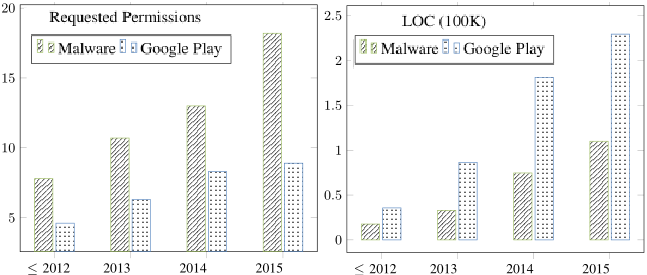 Requested Permissions
Malware Google Play
20
15
10
5
≤ 2012 2013 2014 2015
LOC (100K)
Malware Google Play
2.5
2
1.5
1
0.5
0
≤ 2012 2013 2014 2015